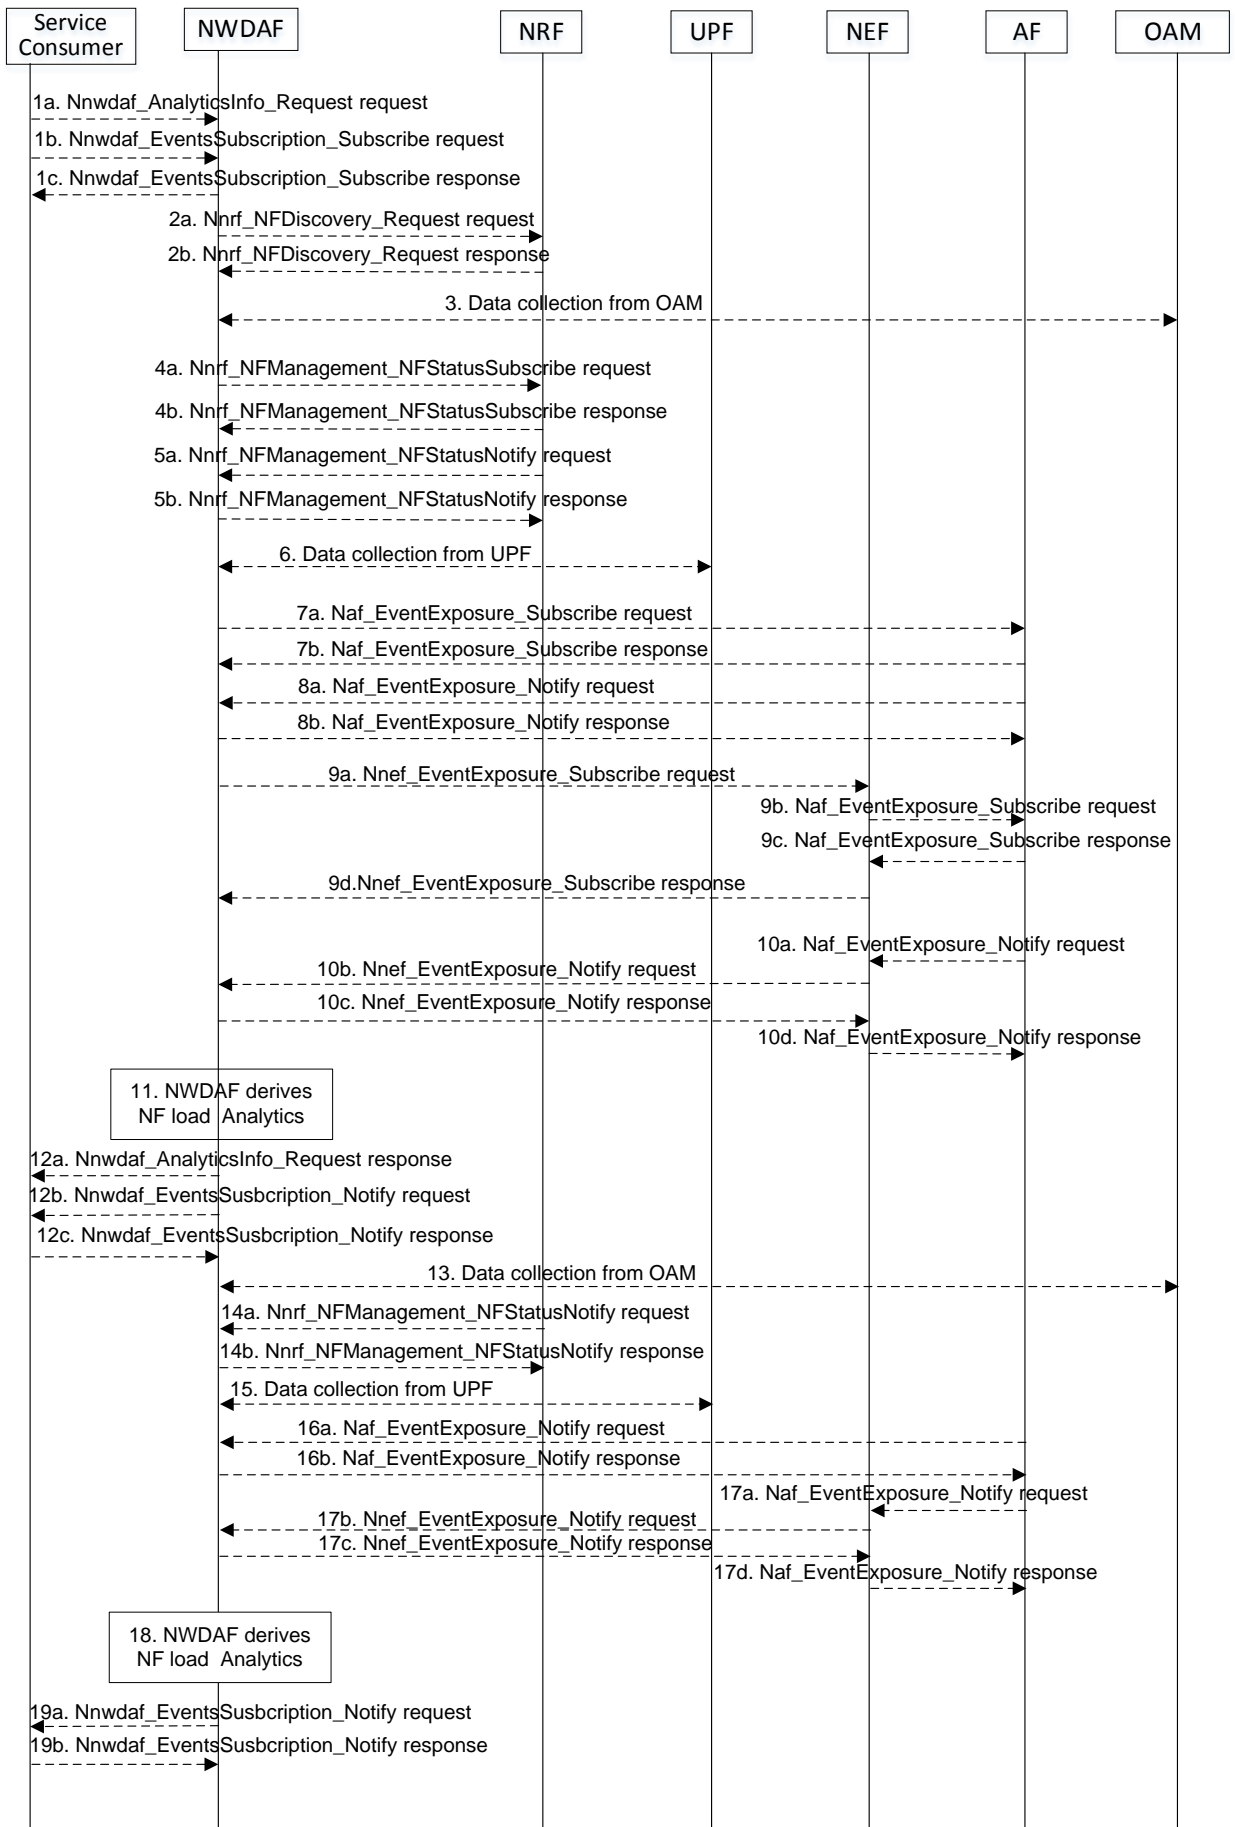 Service
Consumer
NWDAF
NRF
UPF
NEF
AF
OAM
1a. Nnwdaf_AnalyticsInfo_Request request
1b. Nnwdaf_EventsSubscription_Subscribe request
1c. Nnwdaf_EventsSubscription_Subscribe response
2a. Nnrf_NFDiscovery_Request request
2b. Nnrf_NFDiscovery_Request response
3. Data collection from OAM
4a. Nnrf_NFManagement_NFStatusSubscribe request
4b. Nnrf_NFManagement_NFStatusSubscribe response
5a. Nnrf_NFManagement_NFStatusNotify request
5b. Nnrf_NFManagement_NFStatusNotify response
6. Data collection from UPF
7a. Naf_EventExposure_Subscribe request
7b. Naf_EventExposure_Subscribe response
8a. Naf_EventExposure_Notify request
8b. Naf_EventExposure_Notify response
9a. Nnef_EventExposure_Subscribe request
9b. Naf_EventExposure_Subscribe request
9c. Naf_EventExposure_Subscribe response
9d.Nnef_EventExposure_Subscribe response
10a. Naf_EventExposure_Notify request
10b. Nnef_EventExposure_Notify request
10c. Nnef_EventExposure_Notify response
10d. Naf_EventExposure_Notify response
11. NWDAF derives
NF load  Analytics
12a. Nnwdaf_AnalyticsInfo_Request response
12b. Nnwdaf_EventsSusbcription_Notify request
12c. Nnwdaf_EventsSusbcription_Notify response
13. Data collection from OAM
14a. Nnrf_NFManagement_NFStatusNotify request
14b. Nnrf_NFManagement_NFStatusNotify response
15. Data collection from UPF
16a. Naf_EventExposure_Notify request
16b. Naf_EventExposure_Notify response
17a. Naf_EventExposure_Notify request
17b. Nnef_EventExposure_Notify request
17c. Nnef_EventExposure_Notify response
17d. Naf_EventExposure_Notify response
18. NWDAF derives
NF load  Analytics
19a. Nnwdaf_EventsSusbcription_Notify request
19b. Nnwdaf_EventsSusbcription_Notify response